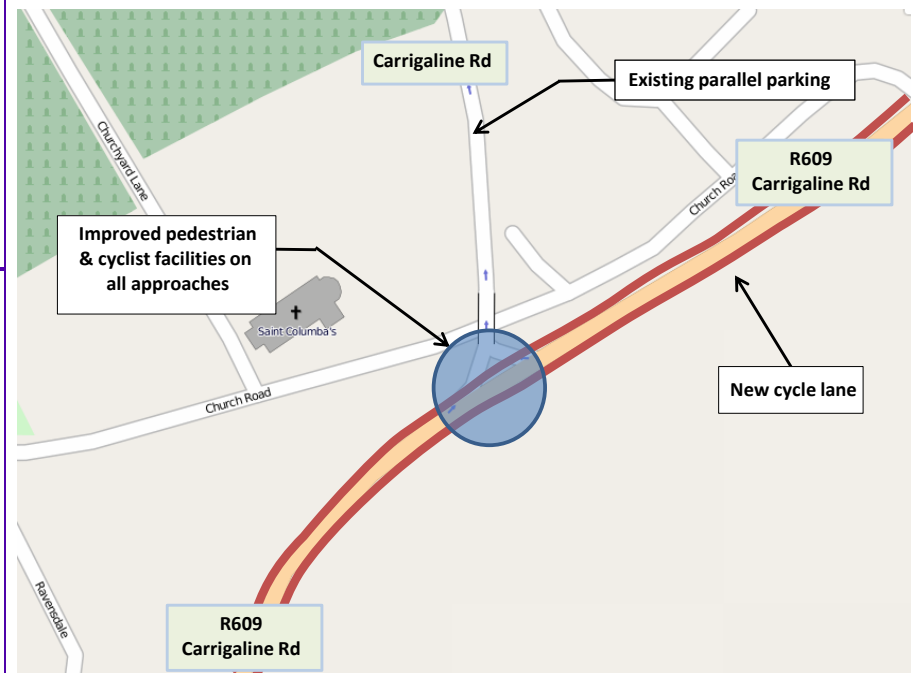 Carrigaline Rd
Existing parallel parking
Churchyard Lane
R609
Carrigaline Rd
Church Roa
Improved pedestrian
& cyclist facilities on
all approaches
Saint Columba's
New cycle lane
Church Road
Ravensdale
R609
Carrigaline Rd